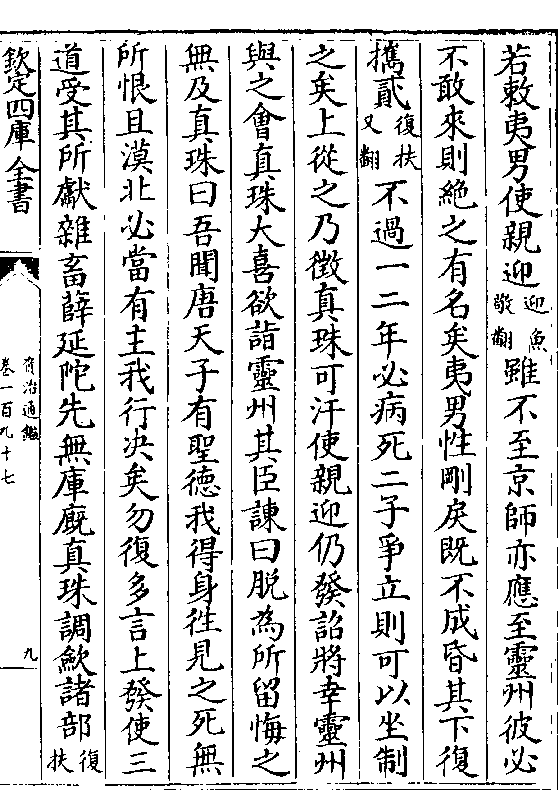 若敕夷男使親迎迎魚敬翻雖不至京師亦應至靈州彼必
不敢來則絶之有名矣夷男性剛戾既不成昏其下復
攜貳復扶又翻不過一二年必病死二子爭立則可以坐制
之矣上從之乃徵真珠可汗使親迎仍發詔將幸靈州
與之會真珠大喜欲詣靈州其臣諫曰脱為所留悔之
無及真珠曰吾聞唐天子有聖徳我得身往見之死無
所恨且漠北必當有主我行決矣勿復多言上發使三
道受其所獻雜畜薛延陀先無庫廐真珠調歛諸部復扶
欽定四庫全書
資治通鑑
卷一百九十七
九